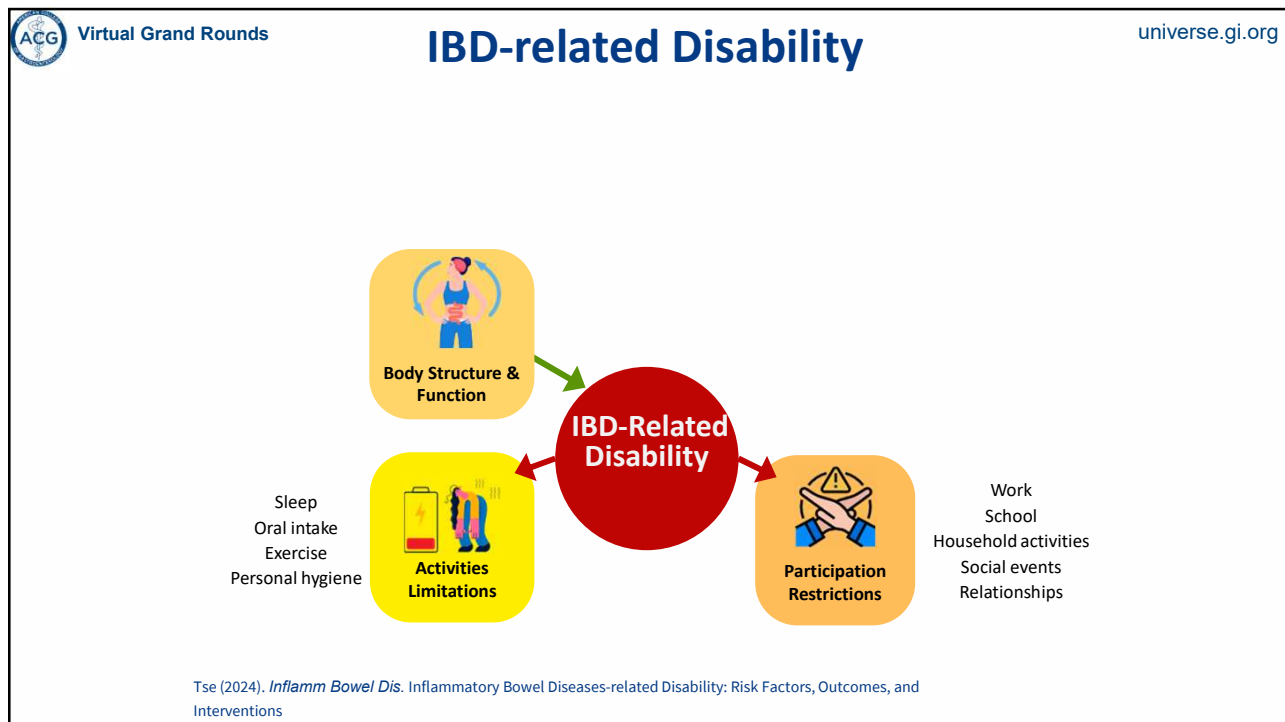 ACG
Virtual Grand Rounds
IBD-related Disability
universe.gi.org
Body Structure &
Function
IBD-Related
Disability
Sleep
Oral intake
Exercise
Personal hygiene
Activities
Limitations
Participation
Restrictions
Work
School
Household activities
Social events
Relationships
Tse (2024). Inflamm Bowel Dis. Inflammatory Bowel Diseases-related Disability: Risk Factors, Outcomes, and
Interventions